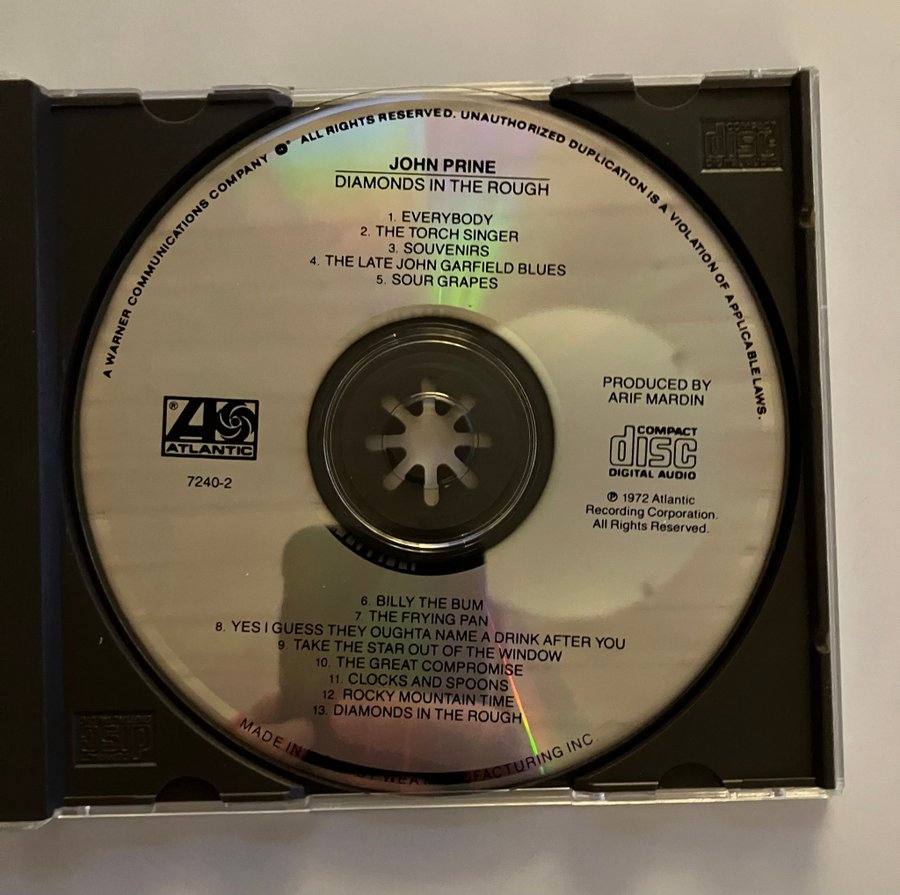 A WARNER COMMUNICATIONS COMPANY ® ALL RIGHTS RESERVED. UNAUTHORIZED DUPLICATION IS A VIOLATION OF APPLICABLE LAWS.
JOHN PRINE
DIAMONDS IN THE ROUGH
1. EVERYBODY
2. THE TORCH SINGER
3. SOUVENIRS
4. THE LATE JOHN GARFIELD BLUES
5. SOUR GRAPES
COMPACT
disc
® ATLANTIC
7240-2
PRODUCED BY
ARIF MARDIN
COMPACT
disc
DIGITAL AUDIO
℗ 1972 Atlantic
Recording Corporation.
All Rights Reserved.
6. BILLY THE BUM
7. THE FRYING PAN
8. YES I GUESS THEY OUGHTA NAME A DRINK AFTER YOU
9. TAKE THE STAR OUT OF THE WINDOW
10. THE GREAT COMPROMISE
11. CLOCKS AND SPOONS
12. ROCKY MOUNTAIN TIME
13. DIAMONDS IN THE ROUGH
MADE IN BY WEA MANUFACTURING INC
disc